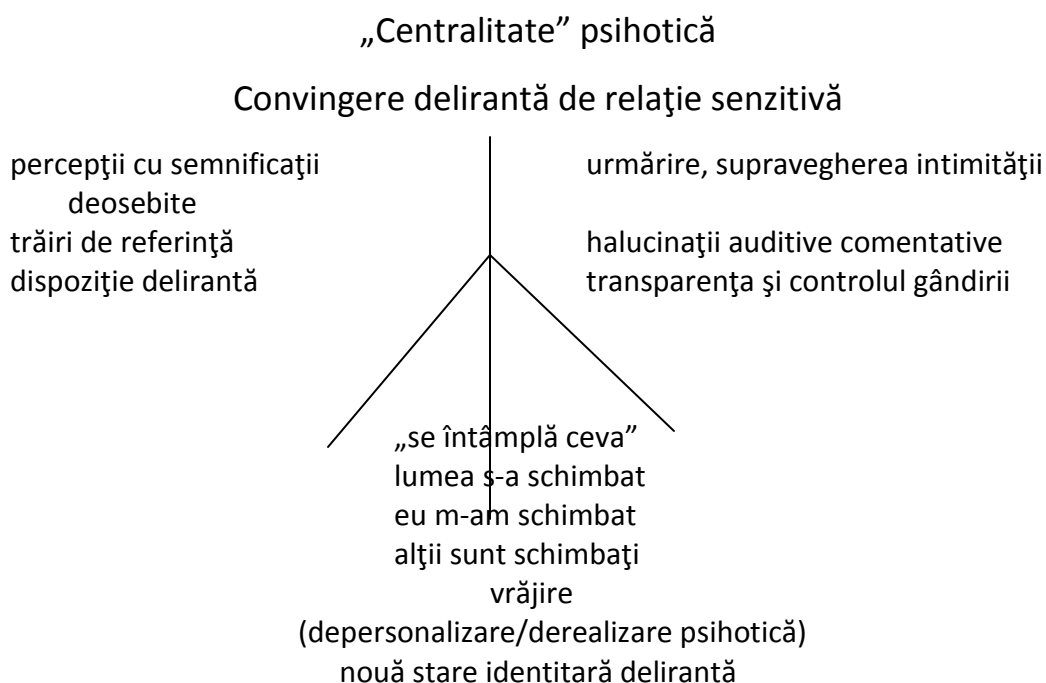 „Centralitate” psihotică
Convingere delirantă de relaţie senzitivă
percepţii cu semnificaţii
deosebite
trăiri de referinţă
dispoziţie delirantă
urmărire, supravegherea intimităţii
halucinaţii auditive comentative
transparenţa şi controlul gândirii
„se întâmplă ceva”
lumea s-a schimbat
eu m-am schimbat
alţii sunt schimbaţi
vrăjire
(depersonalizare/derealizare psihotică)
nouă stare identitară delirantă